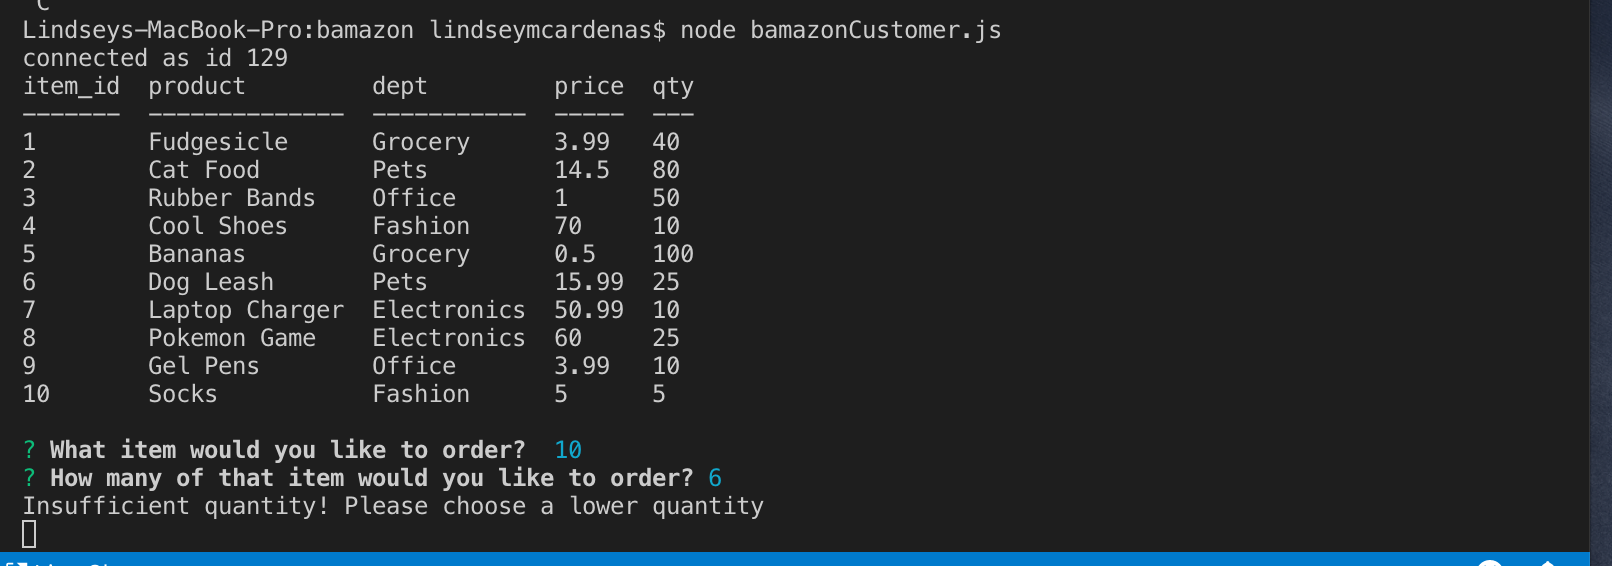 C
Lindseys-MacBook-Pro:bamazon lindseymcardenas$ node bamazonCustomer.js
connected as id 129
item_id  product         dept         price  qty
-------  --------------  -----------  -----  ---
1        Fudgesicle      Grocery      3.99   40
2        Cat Food        Pets         14.5   80
3        Rubber Bands    Office       1      50
4        Cool Shoes      Fashion      70     10
5        Bananas         Grocery      0.5    100
6        Dog Leash       Pets         15.99  25
7        Laptop Charger  Electronics  50.99  10
8        Pokemon Game    Electronics  60     25
9        Gel Pens        Office       3.99   10
10       Socks           Fashion      5      5
? What item would you like to order?  10
? How many of that item would you like to order? 6
Insufficient quantity! Please choose a lower quantity